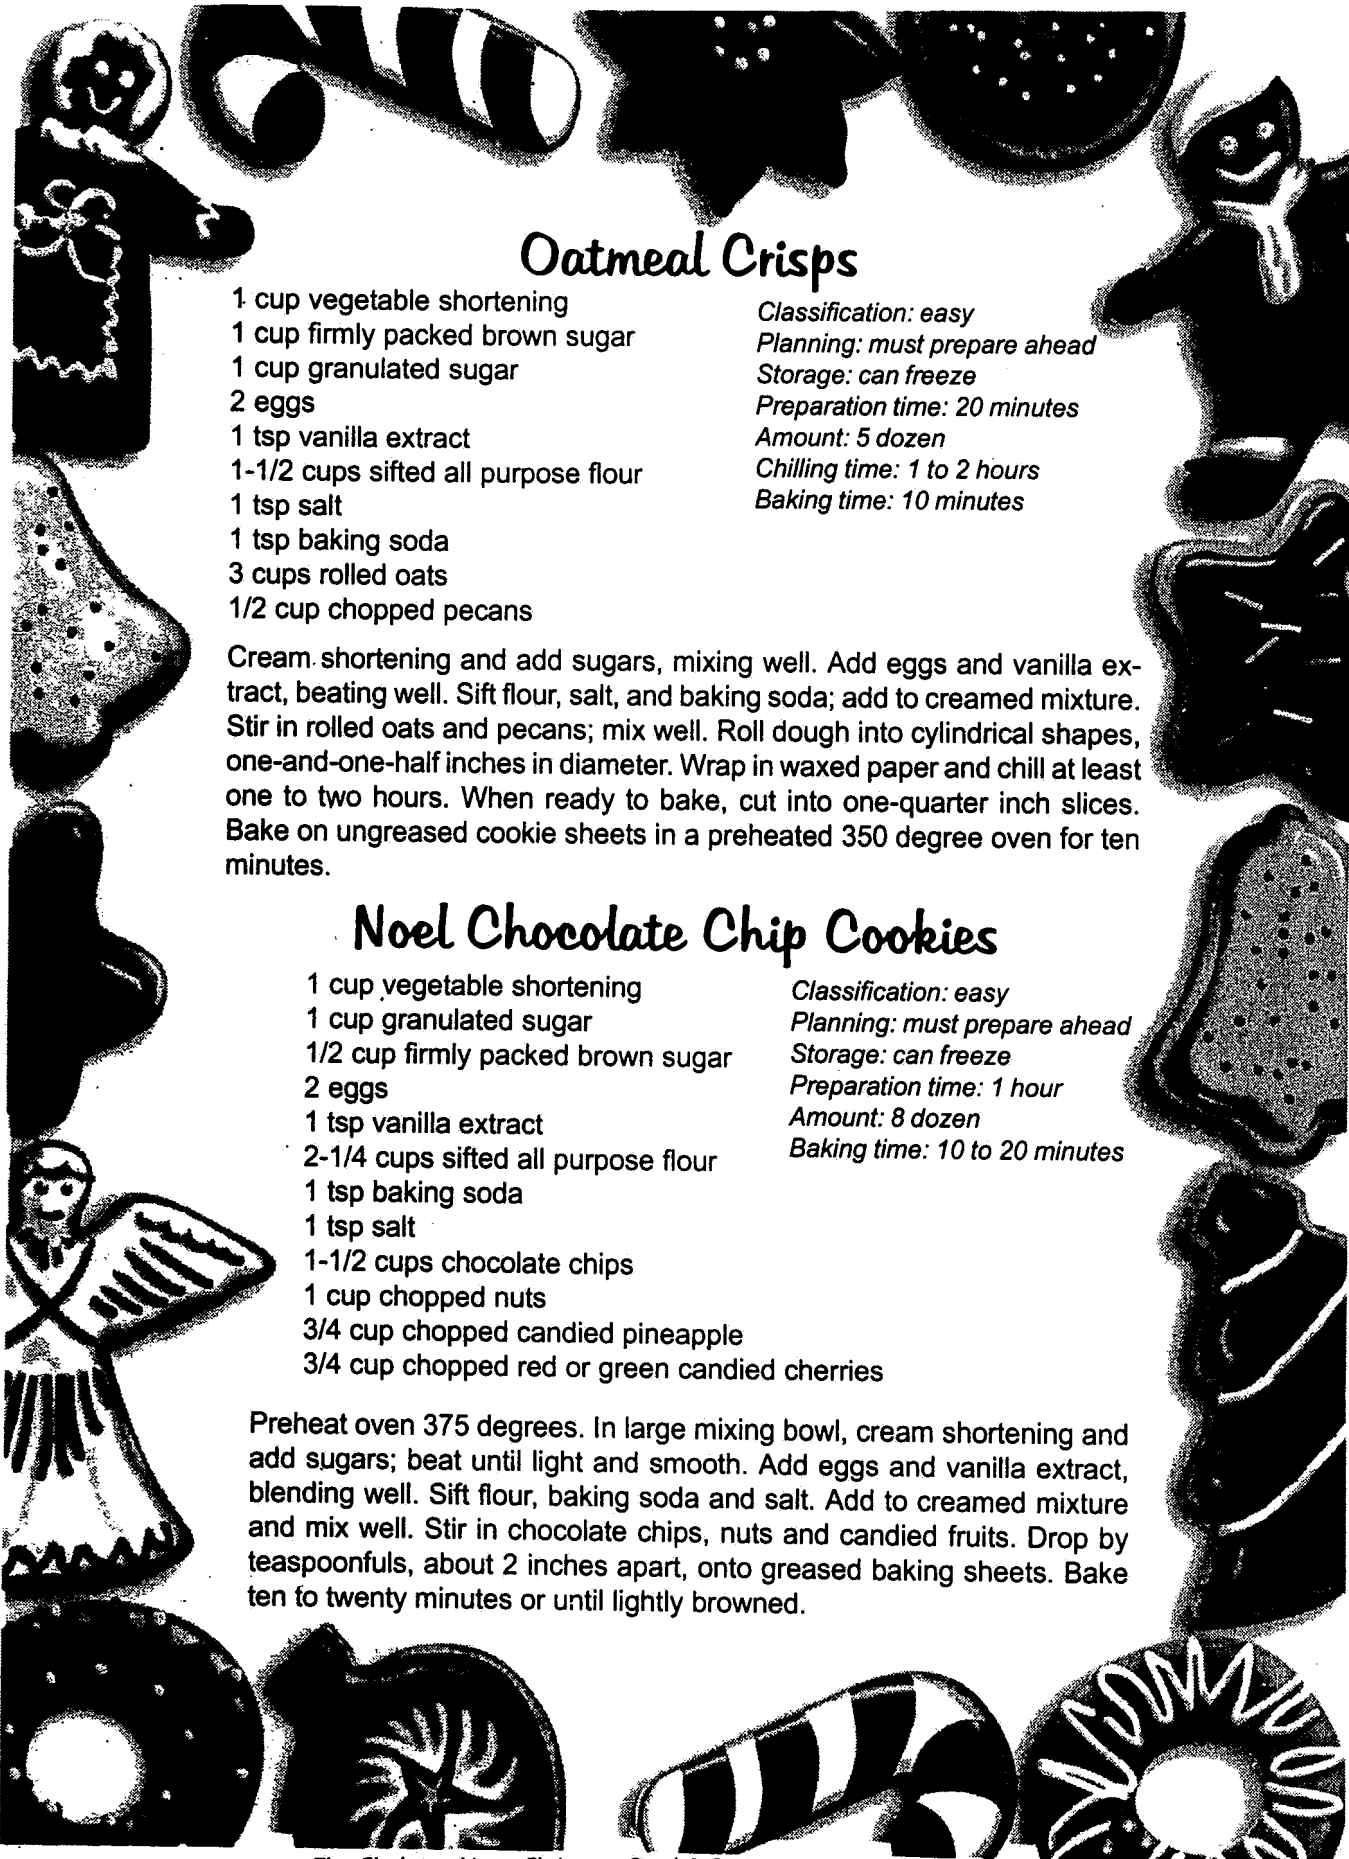 Oatmeal Crisps
1 cup vegetable shortening
1 cup firmly packed brown sugar
1 cup granulated sugar
2 eggs
1 tsp vanilla extract
1-1/2 cups sifted all purpose flour
1 tsp salt
1 tsp baking soda
3 cups rolled oats
1/2 cup chopped pecans
Classification: easy
Planning: must prepare ahead
Storage: can freeze
Preparation time: 20 minutes
Amount: 5 dozen
Chilling time: 1 to 2 hours
Baking time: 10 minutes
Cream shortening and add sugars, mixing well. Add eggs and vanilla ex-
tract, beating well. Sift flour, salt, and baking soda; add to creamed mixture.
Stir in rolled oats and pecans; mix well. Roll dough into cylindrical shapes,
one-and-one-half inches in diameter. Wrap in waxed paper and chill at least
one to two hours. When ready to bake, cut into one-quarter inch slices.
Bake on ungreased cookie sheets in a preheated 350 degree oven for ten
minutes.
Noel Chocolate Chip Cookies
1 cup vegetable shortening
1 cup granulated sugar
1/2 cup firmly packed brown sugar
2 eggs
1 tsp vanilla extract
2-1/4 cups sifted all purpose flour
1 tsp baking soda
1 tsp salt
1-1/2 cups chocolate chips
1 cup chopped nuts
3/4 cup chopped candied pineapple
3/4 cup chopped red or green candied cherries
Classification: easy
Planning: must prepare ahead
Storage: can freeze
Preparation time: 1 hour
Amount: 8 dozen
Baking time: 10 to 20 minutes
Preheat oven 375 degrees. In large mixing bowl, cream shortening and
add sugars; beat until light and smooth. Add eggs and vanilla extract,
blending well. Sift flour, baking soda and salt. Add to creamed mixture
and mix well. Stir in chocolate chips, nuts and candied fruits. Drop by
teaspoonfuls, about 2 inches apart, onto greased baking sheets. Bake
ten to twenty minutes or until lightly browned.